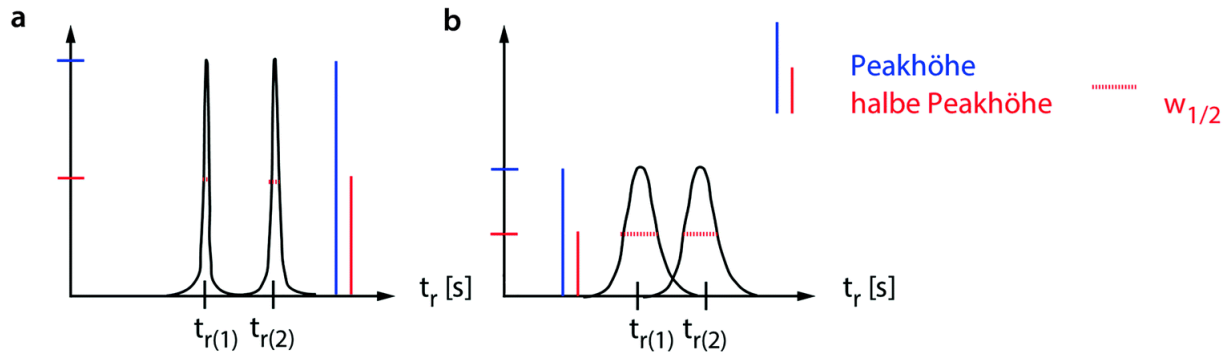 a
b
Peakhöhe
halbe Peakhöhe
w1/2
tr [s]
tr [s]
tr(1)
tr(2)
tr(1)
tr(2)